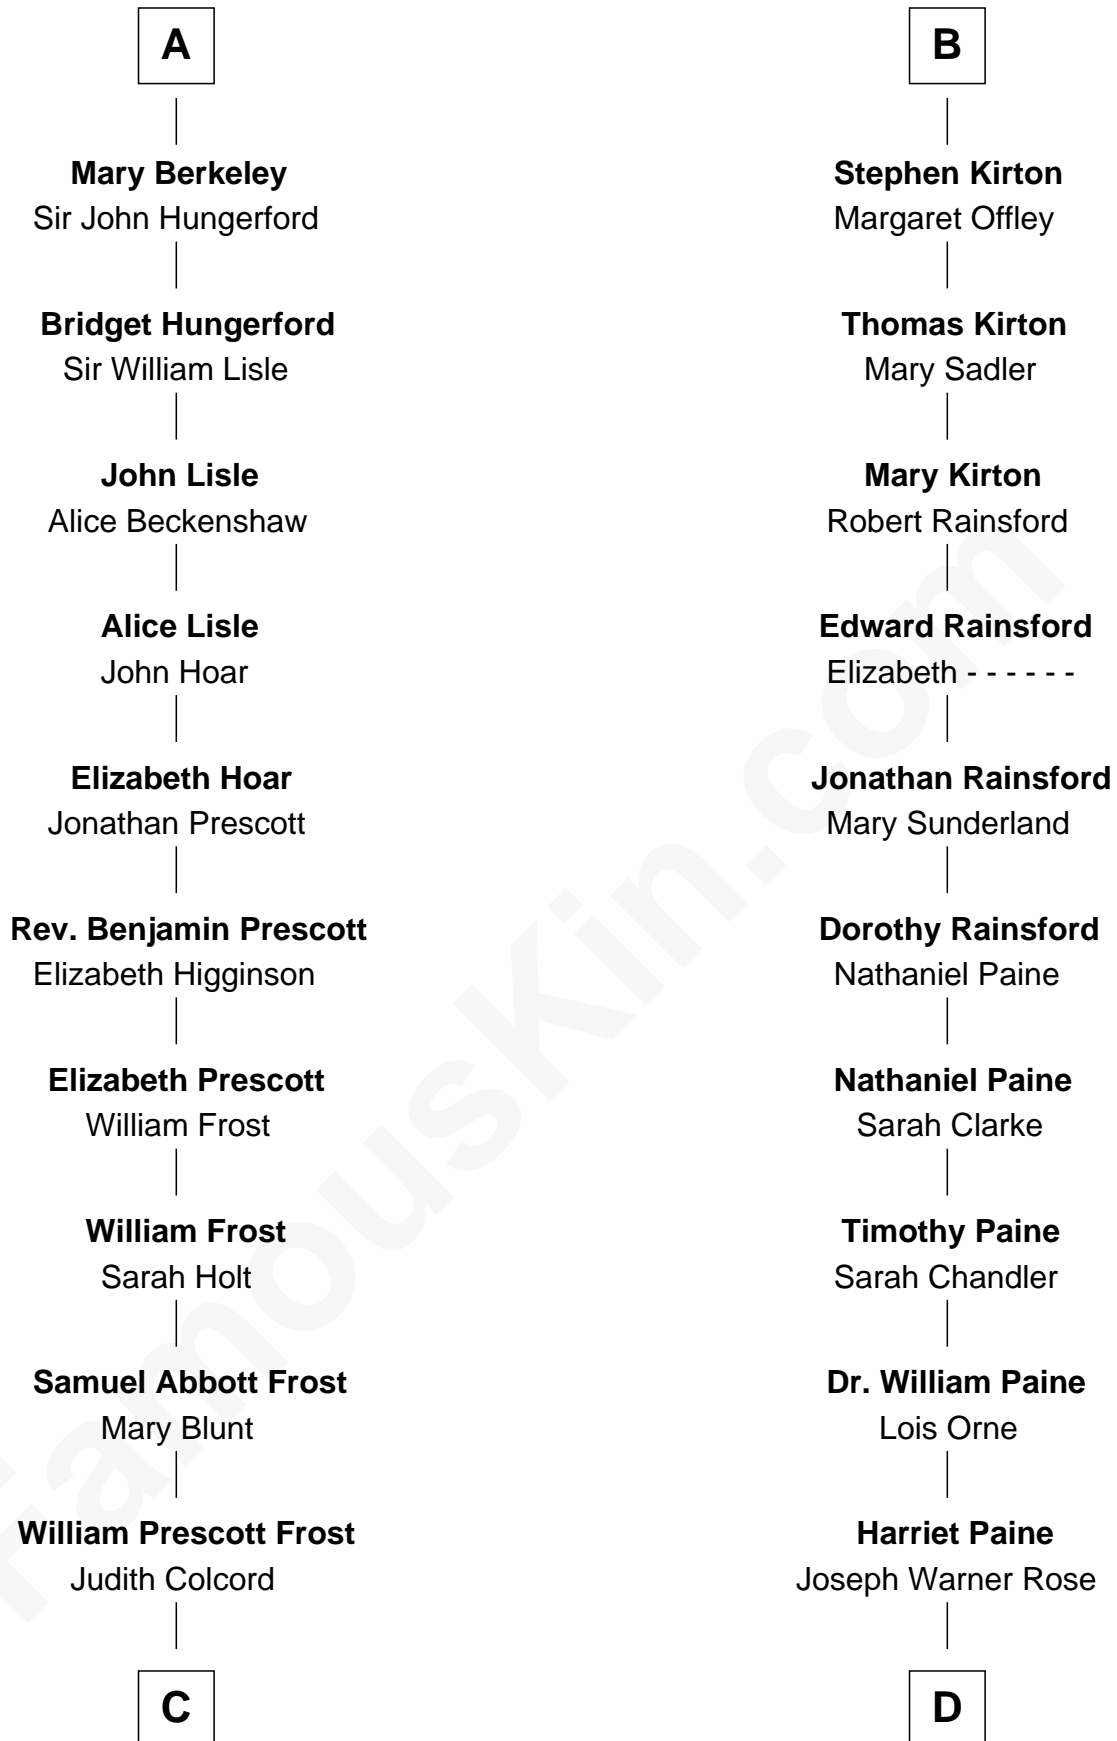 A
Mary Berkeley
Sir John Hungerford
Bridget Hungerford
Sir William Lisle
John Lisle
Alice Beckenshaw
Alice Lisle
John Hoar
Elizabeth Hoar
Jonathan Prescott
Rev. Benjamin Prescott
Elizabeth Higginson
Elizabeth Prescott
William Frost
William Frost
Sarah Holt
Samuel Abbott Frost
Mary Blunt
William Prescott Frost
Judith Colcord
C
B
Stephen Kirton
Margaret Offley
Thomas Kirton
Mary Sadler
Mary Kirton
Robert Rainsford
Edward Rainsford
Elizabeth - - - - - -
Jonathan Rainsford
Mary Sunderland
Dorothy Rainsford
Nathaniel Paine
Nathaniel Paine
Sarah Clarke
Timothy Paine
Sarah Chandler
Dr. William Paine
Lois Orne
Harriet Paine
Joseph Warner Rose
D
FamousKin.com